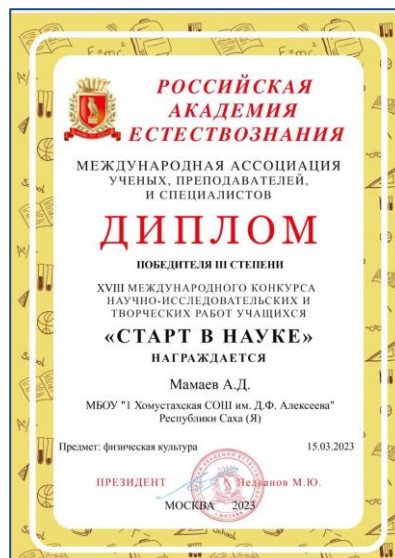 РОССИЙСКАЯ
АКАДЕМИЯ
ЕСТЕСТВОЗНАНИЯ
МЕЖДУНАРОДНАЯ АССОЦИАЦИЯ
УЧЕНЫХ, ПРЕПОДАВАТЕЛЕЙ,
И СПЕЦИАЛИСТОВ
ДИПЛОМ
ПОБЕДИТЕЛЯ III СТЕПЕНИ
XVIII МЕЖДУНАРОДНОГО КОНКУРСА
НАУЧНО-ИССЛЕДОВАТЕЛЬСКИХ И
ТВОРЧЕСКИХ РАБОТ УЧАЩИХСЯ
«СТАРТ В НАУКЕ»
НАГРАЖДАЕТСЯ
Мамаев А.Д.
МБОУ "1 Хомустахская СОШ им. Д.Ф. Алексеева"
Республики Саха (Я)
Предмет: физическая культура 15.03.2023
ПРЕЗИДЕНТ Ледванов М.Ю.
МОСКВА 2023